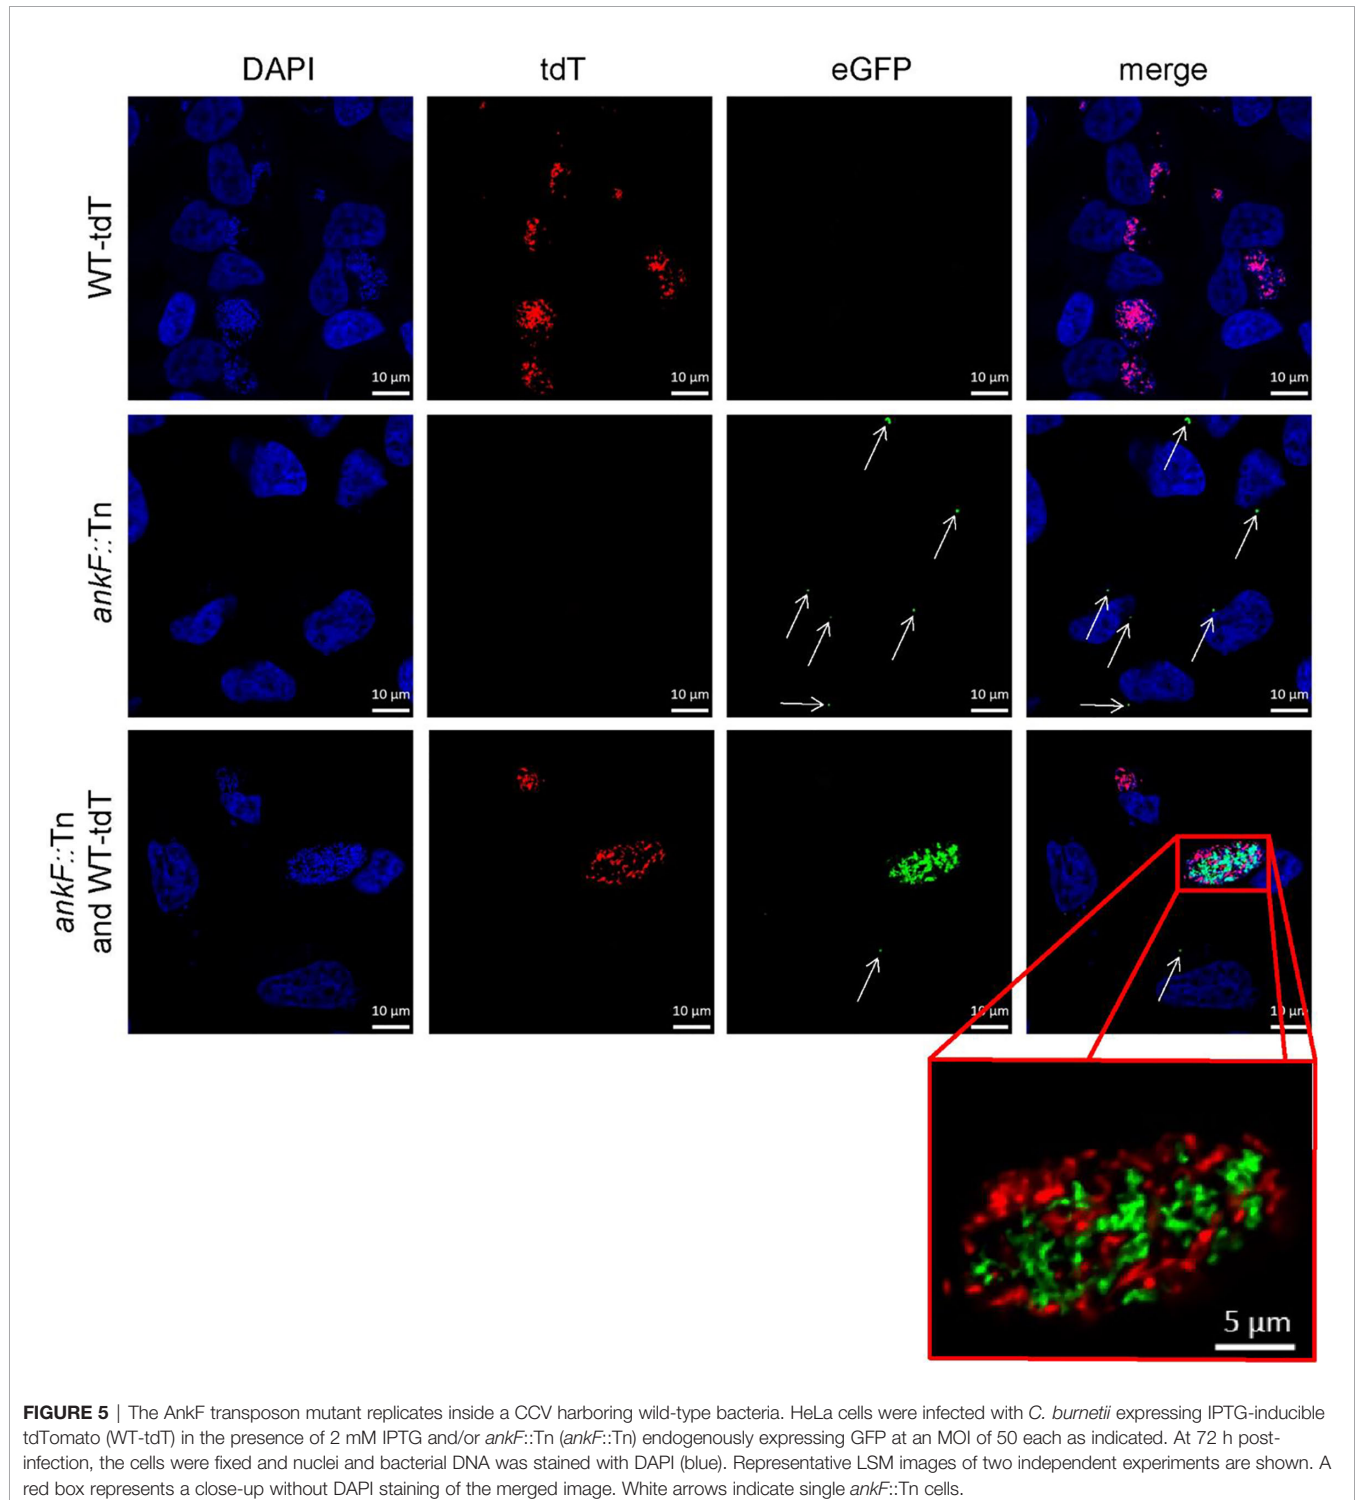 DAPI tdT eGFP merge
WT-tdT
10 µm 10 µm 10 µm 10 µm
ankF::Tn
10 µm 10 µm 10 µm 10 µm
ankF::Tn
and WT-tdT
10 µm 10 µm 10 µm 10 µm
5 µm
FIGURE 5 | The AnkF transposon mutant replicates inside a CCV harboring wild-type bacteria. HeLa cells were infected with C. burnetii expressing IPTG-inducible
tdTomato (WT-tdT) in the presence of 2 mM IPTG and/or ankF::Tn (ankF::Tn) endogenously expressing GFP at an MOI of 50 each as indicated. At 72 h post-
infection, the cells were fixed and nuclei and bacterial DNA was stained with DAPI (blue). Representative LSM images of two independent experiments are shown. A
red box represents a close-up without DAPI staining of the merged image. White arrows indicate single ankF::Tn cells.